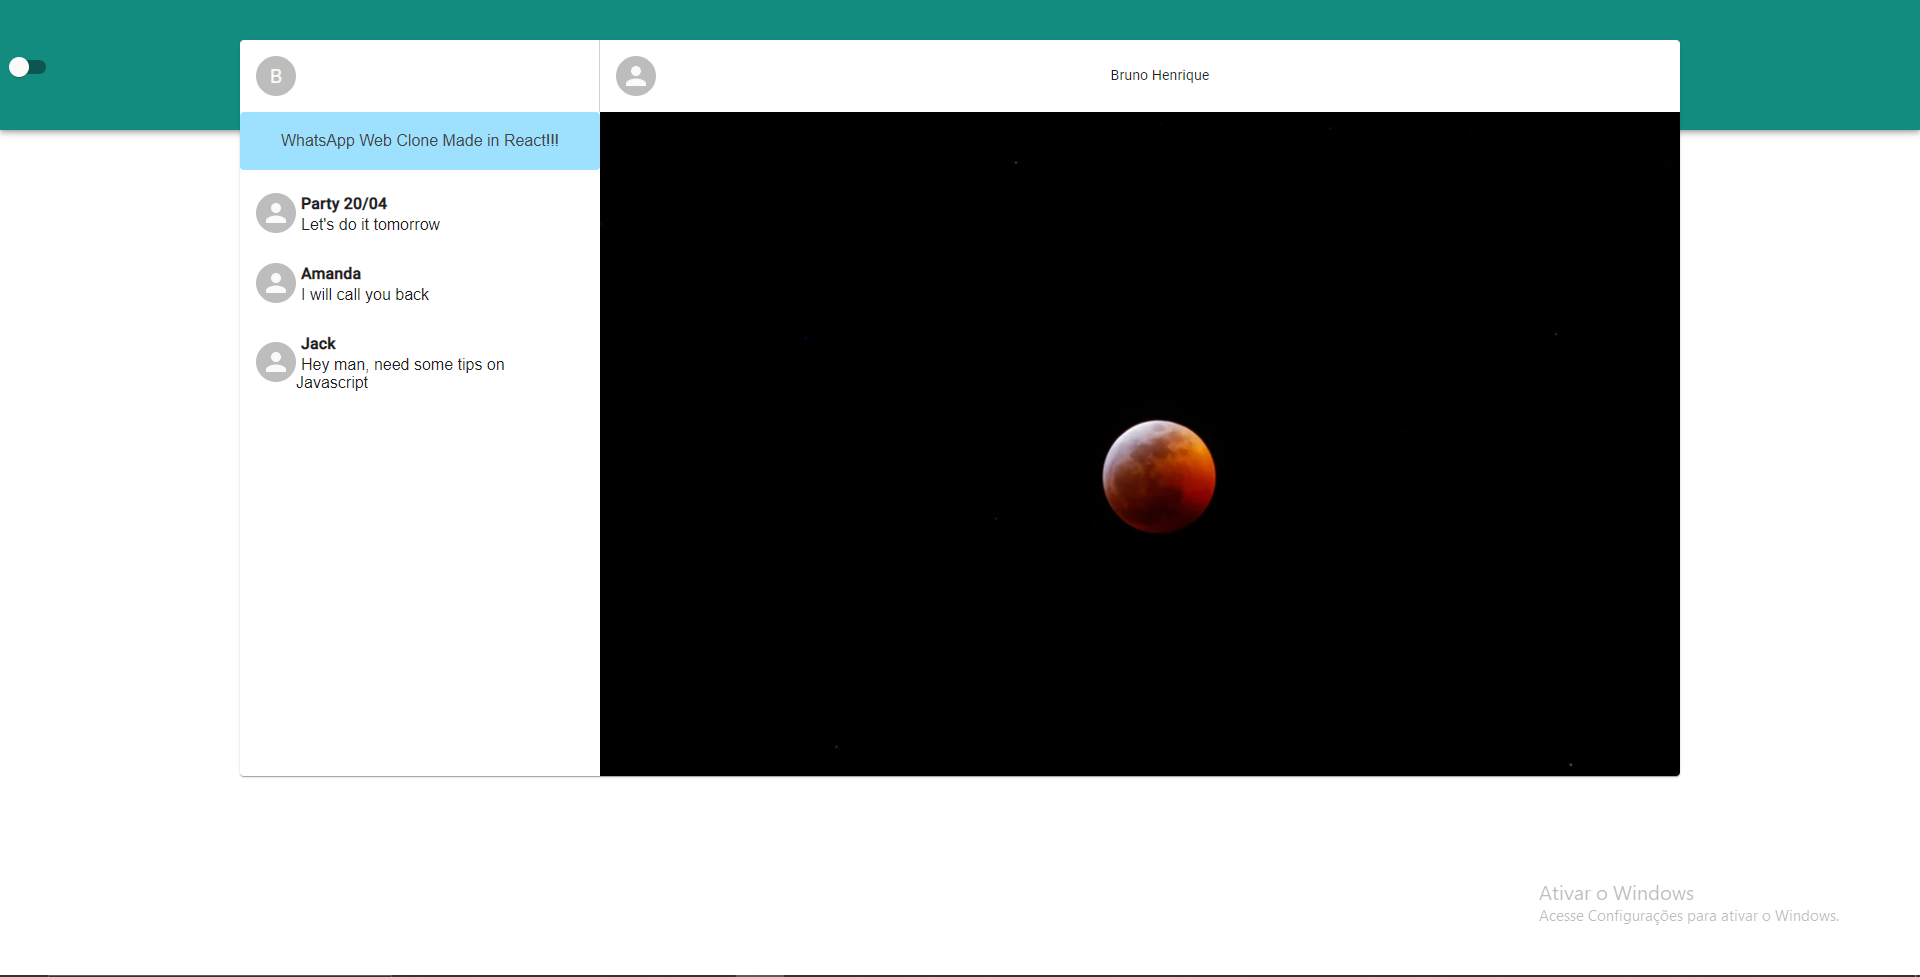 B
Bruno Henrique
WhatsApp Web Clone Made in React!!!
Party 20/04
Let's do it tomorrow
Amanda
I will call you back
Jack
Hey man, need some tips on
Javascript
Ativar o Windows
Acesse Configurações para ativar o Windows.